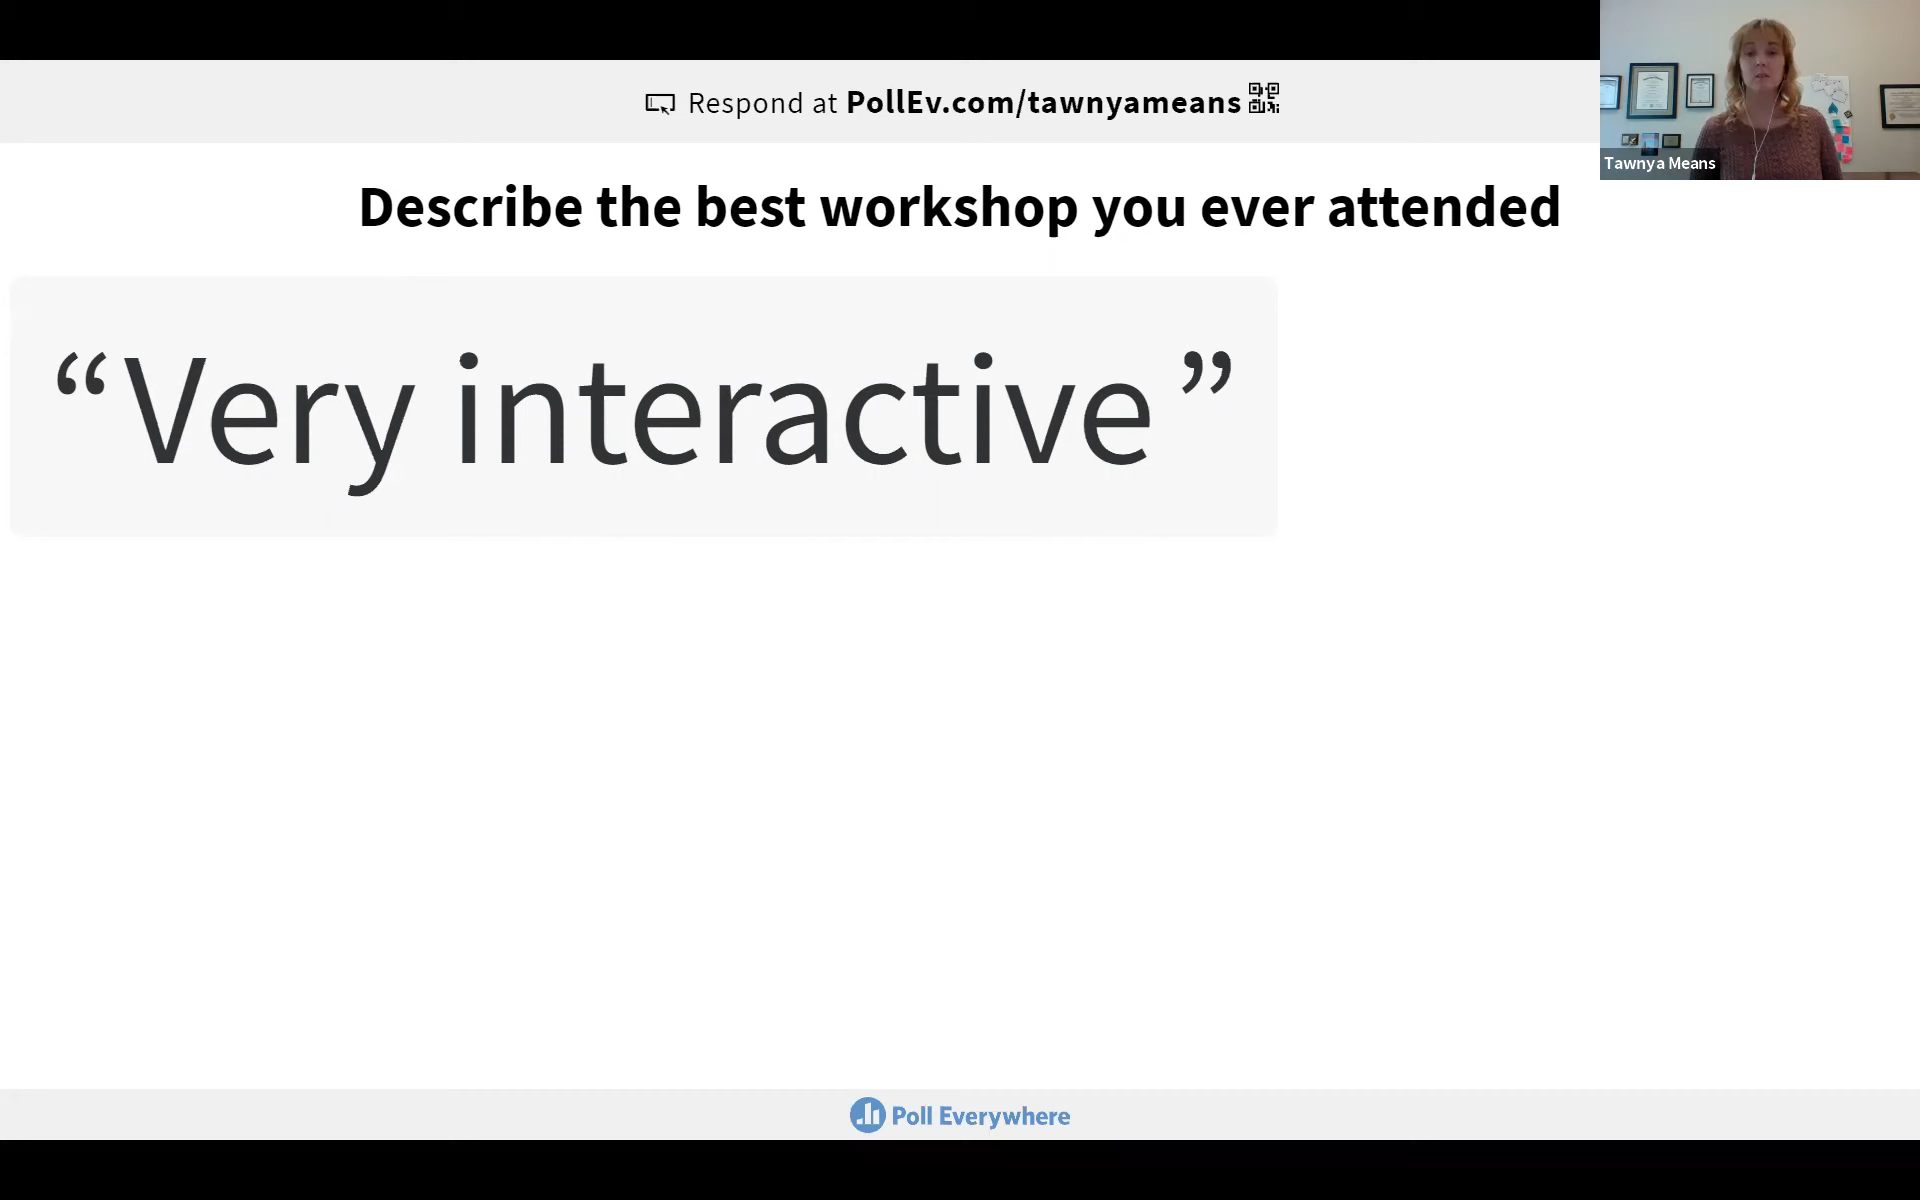 Respond at PollEv.com/tawnyameans
Tawnya Means
Describe the best workshop you ever attended
“Very interactive”
Poll Everywhere